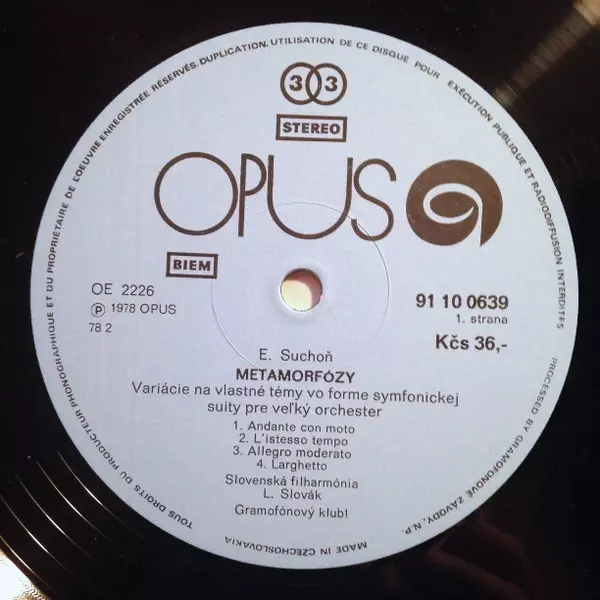 TOUS DROITS DU PRODUCTEUR PHONOGRAPHIQUE ET DU PROPRIÉTAIRE DE L'OEUVRE ENREGISTRÉE RÉSERVÉS. DUPLICATION, UTILISATION DE CE DISQUE POUR EXÉCUTION PUBLIQUE ET RADIODIFFUSION INTERDITES
33
STEREO
OPUS
BIEM
OE 2226
℗ 1978 OPUS
78 2
91 10 0639
1. strana
Kčs 36,-
E. Suchoň
METAMORFÓZY
Variácie na vlastné témy vo forme symfonickej
suity pre veľký orchester
1. Andante con moto
2. L'istesso tempo
3. Allegro moderato
4. Larghetto
Slovenská filharmónia
L. Slovák
Gramofónový klub!
PROCESSED BY GRAMOFONOVÉ ZÁVODY, N.P.
MADE IN CZECHOSLOVAKIA